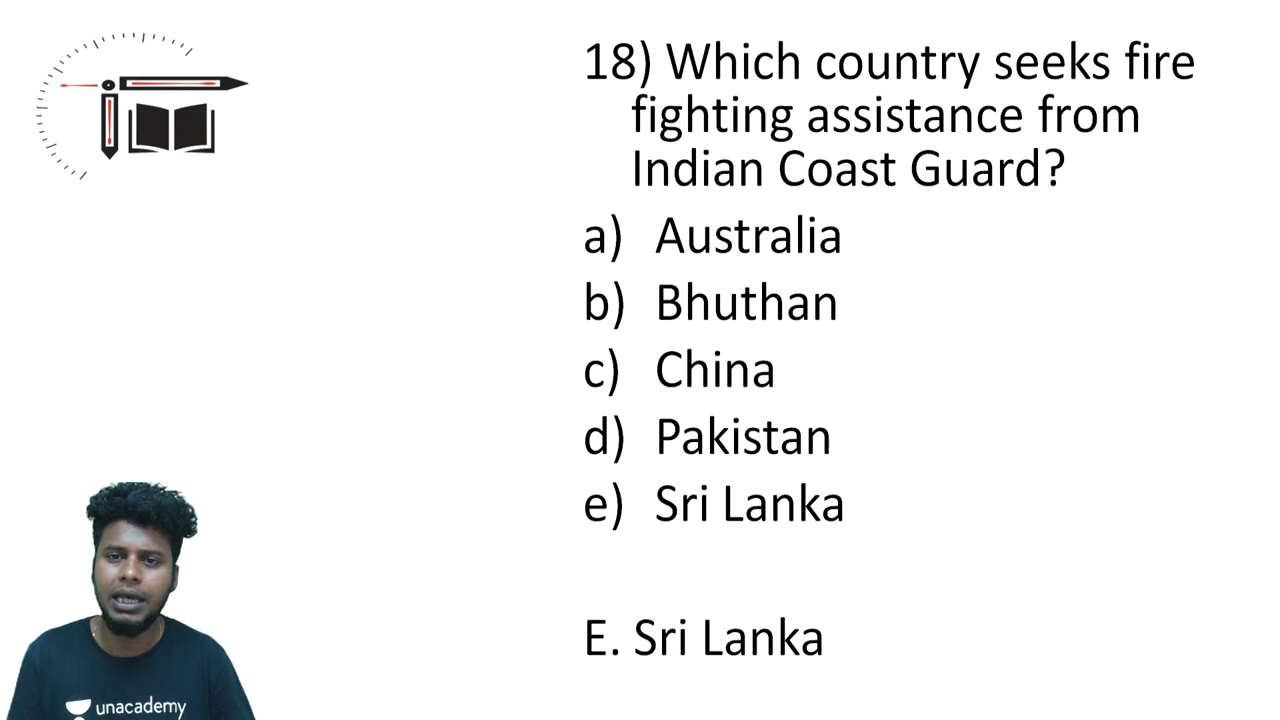 18) Which country seeks fire
fighting assistance from
Indian Coast Guard?
a) Australia
b) Bhuthan
c) China
d) Pakistan
e) Sri Lanka
E. Sri Lanka
unacademy